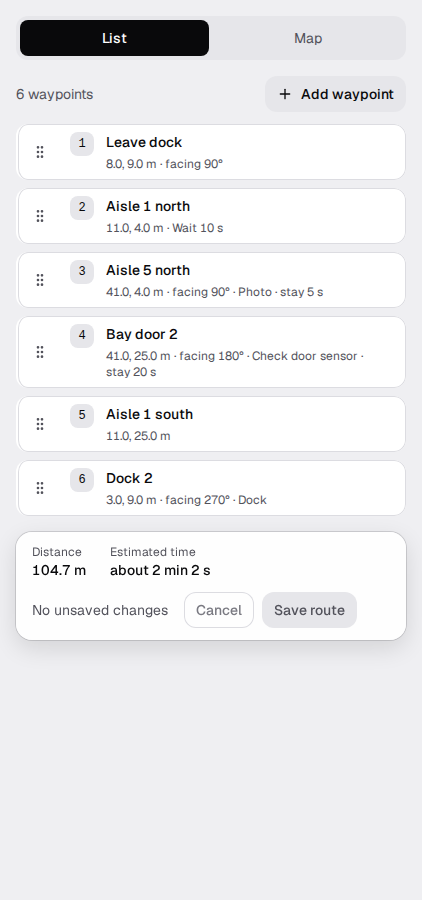 List
Map
6 waypoints
Add waypoint
1
Leave dock
8.0, 9.0 m · facing 90°
2
Aisle 1 north
11.0, 4.0 m · Wait 10 s
3
Aisle 5 north
41.0, 4.0 m · facing 90° · Photo · stay 5 s
4
Bay door 2
41.0, 25.0 m · facing 180° · Check door sensor ·
stay 20 s
5
Aisle 1 south
11.0, 25.0 m
6
Dock 2
3.0, 9.0 m · facing 270° · Dock
Distance
Estimated time
104.7 m
about 2 min 2 s
No unsaved changes
Cancel
Save route